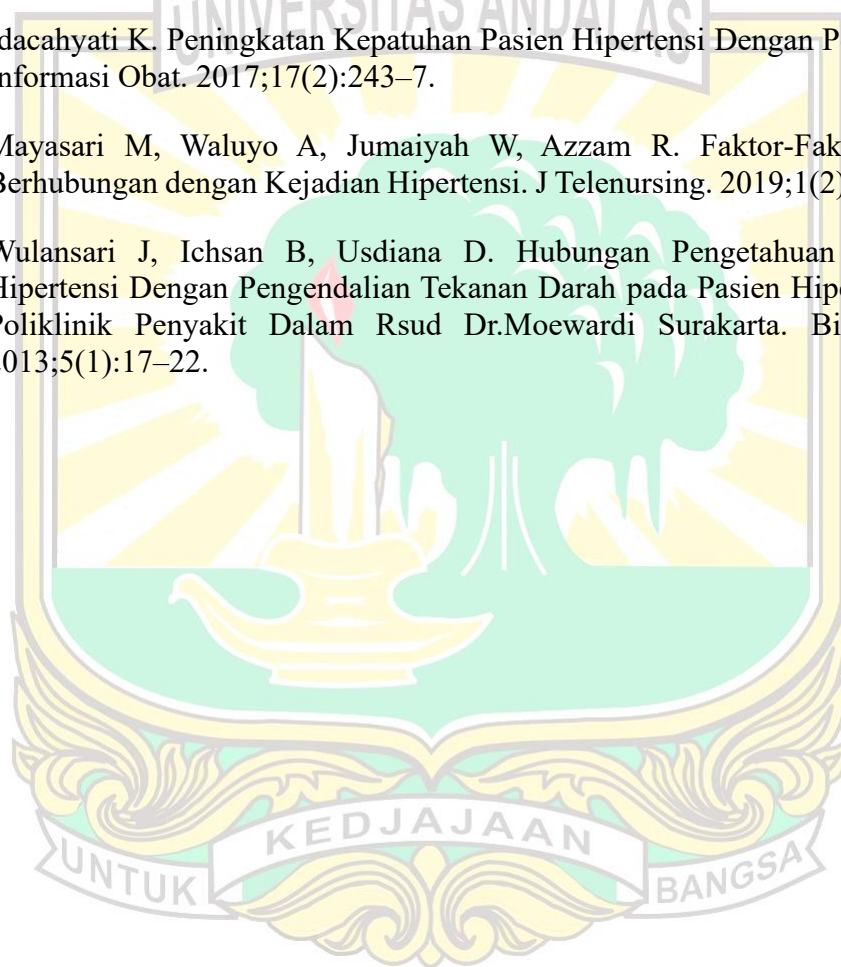 UNIVERSITAS ANDALAS
Idacahyati K. Peningkatan Kepatuhan Pasien Hipertensi Dengan P
Informasi Obat. 2017;17(2):243–7.
Mayasari M, Waluyo A, Jumaiyah W, Azzam R. Faktor-Fak
Berhubungan dengan Kejadian Hipertensi. J Telenursing. 2019;1(2)
Wulansari J, Ichsan B, Usdiana D. Hubungan Pengetahuan
Hipertensi Dengan Pengendalian Tekanan Darah pada Pasien Hip
Poliklinik Penyakit Dalam Rsud Dr.Moewardi Surakarta. Bi
2013;5(1):17–22.
UNTUK KEDJAJAAN BANGSA